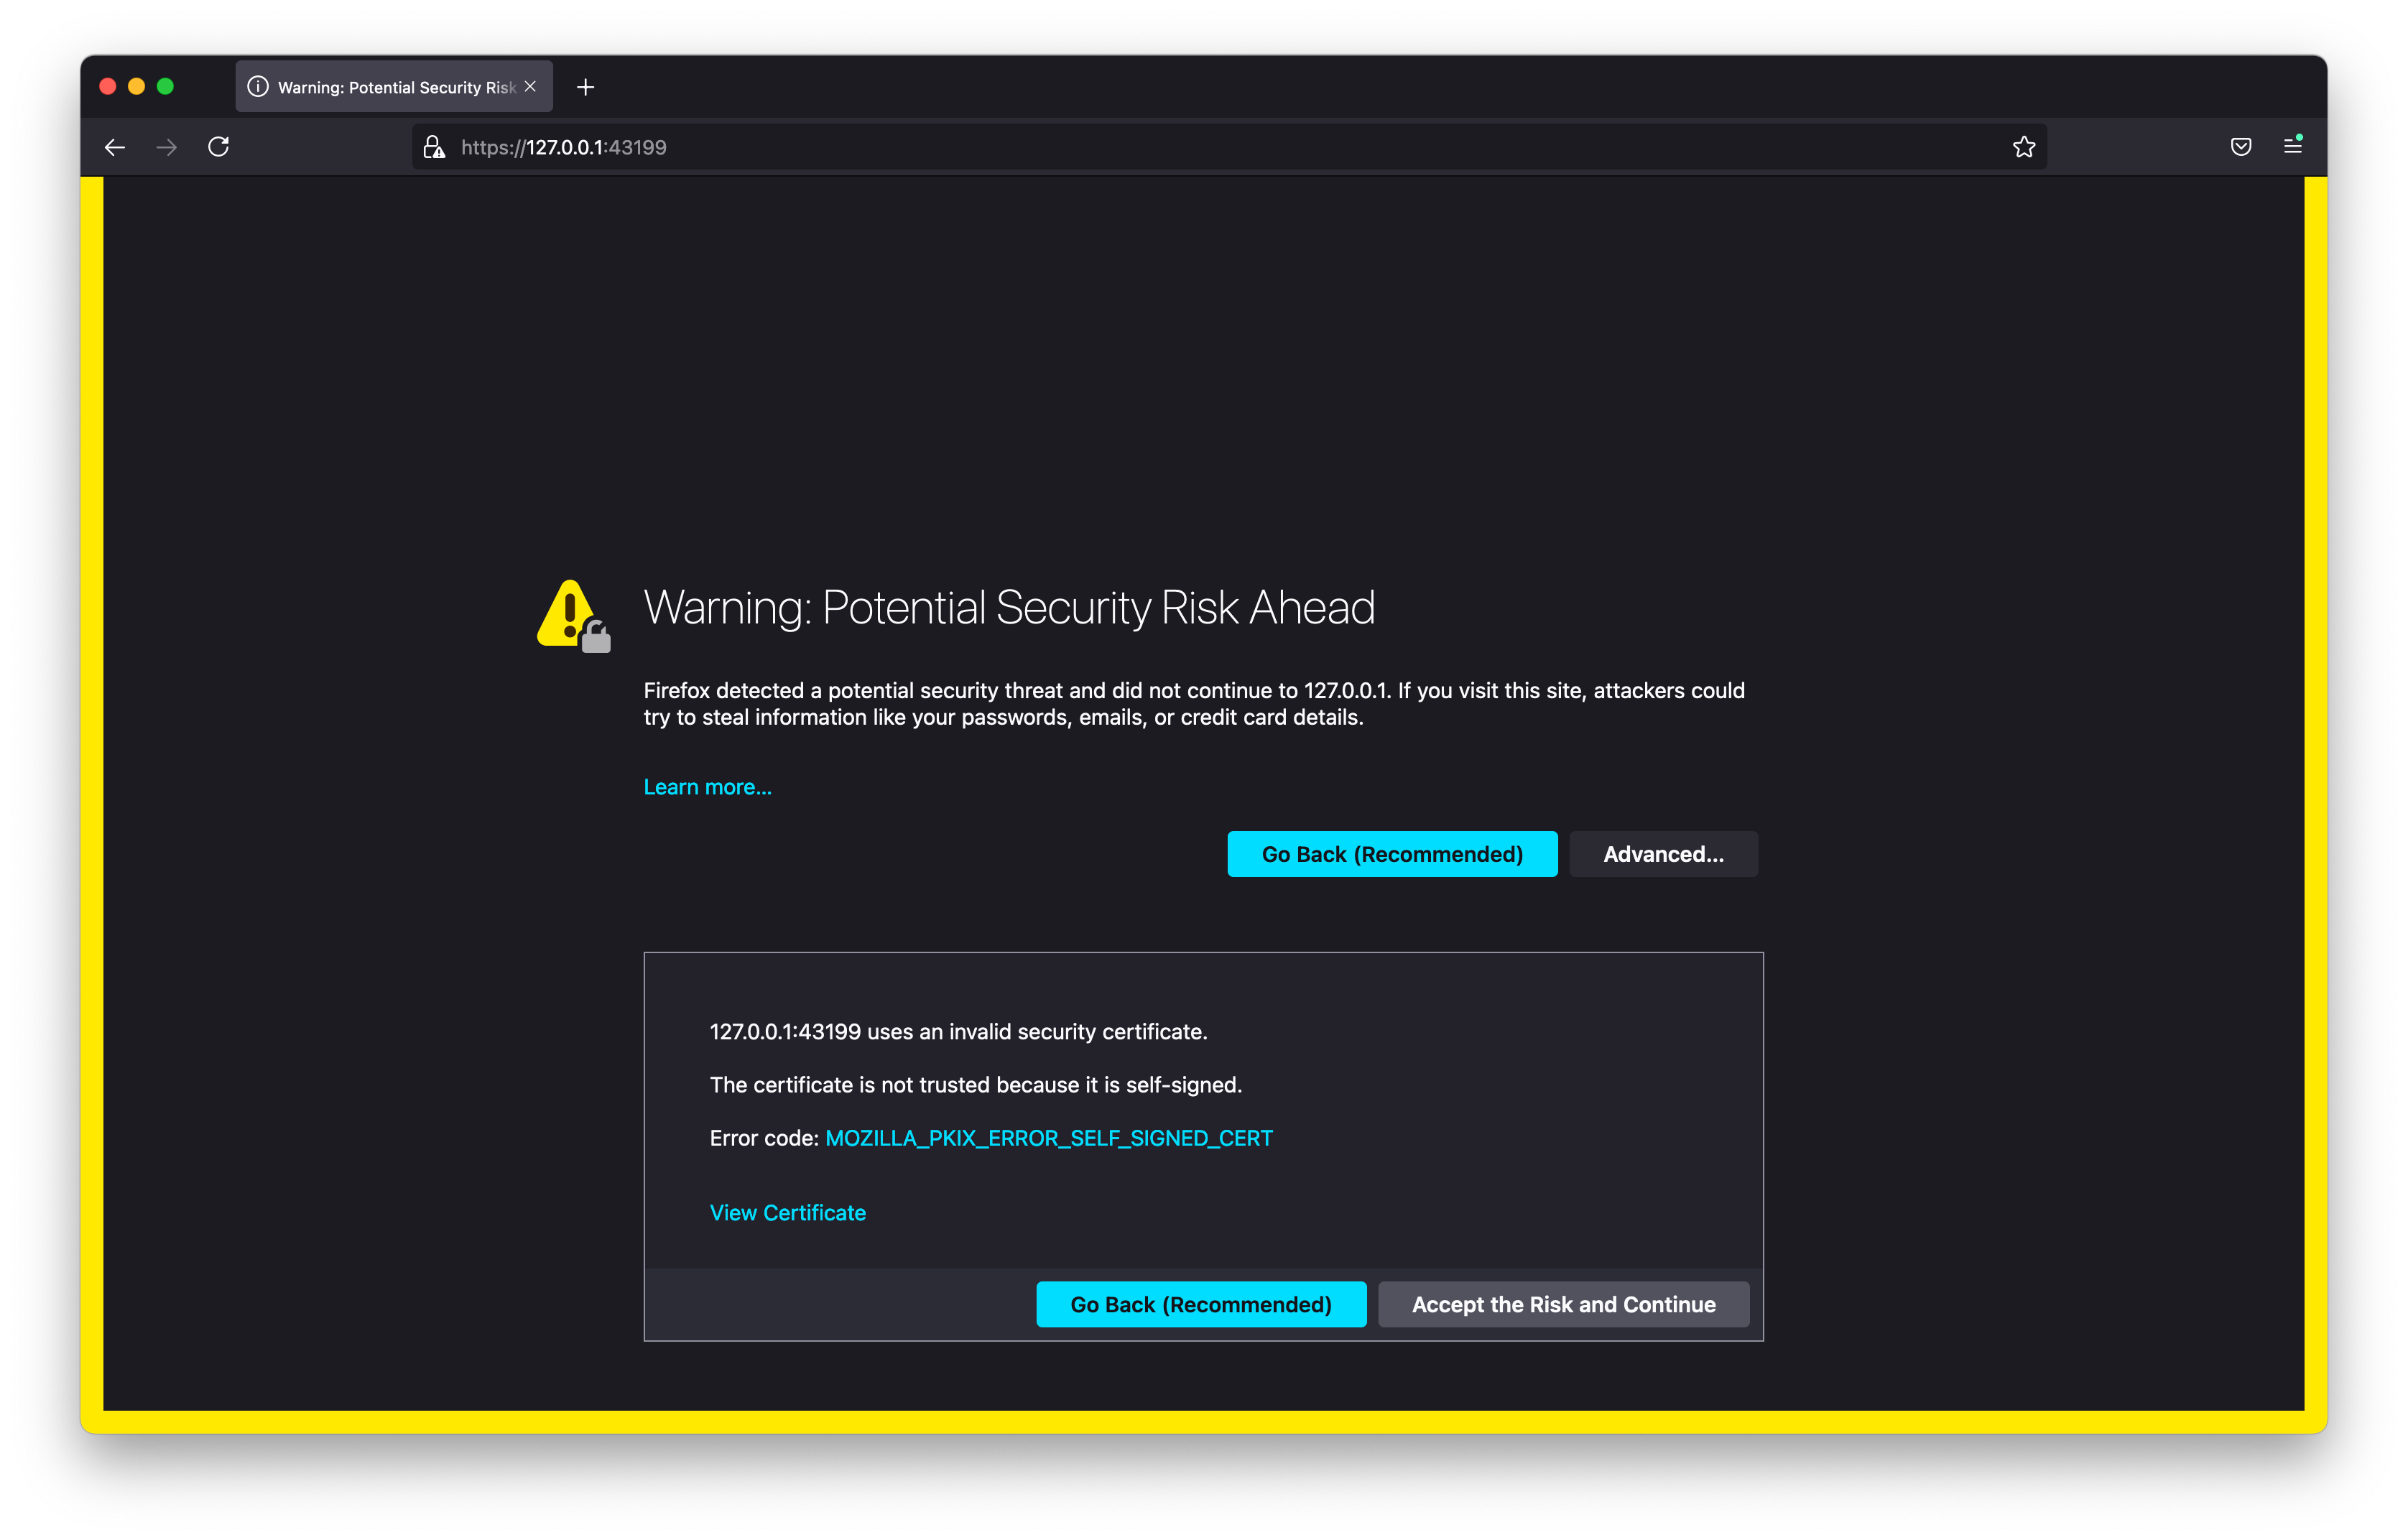 Warning: Potential Security Risk
https://127.0.0.1:43199
Warning: Potential Security Risk Ahead
Firefox detected a potential security threat and did not continue to 127.0.0.1. If you visit this site, attackers could
try to steal information like your passwords, emails, or credit card details.
Learn more...
Go Back (Recommended)
Advanced...
127.0.0.1:43199 uses an invalid security certificate.
The certificate is not trusted because it is self-signed.
Error code: MOZILLA_PKIX_ERROR_SELF_SIGNED_CERT
View Certificate
Go Back (Recommended)
Accept the Risk and Continue